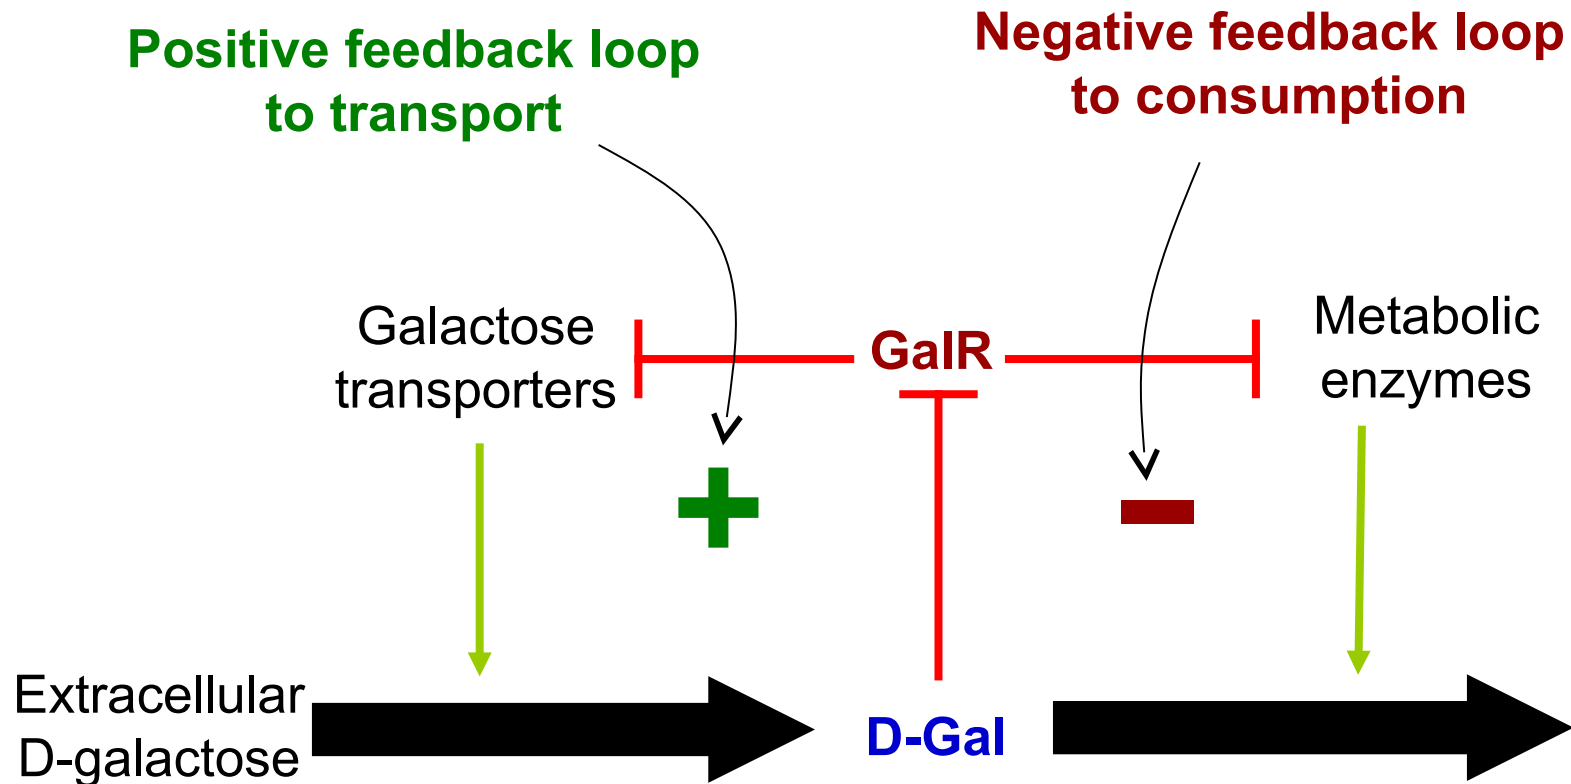 Positive feedback loop
to transport
Negative feedback loop
to consumption
Galactose
transporters
GalR
Metabolic
enzymes
Extracellular
D-galactose
D-Gal